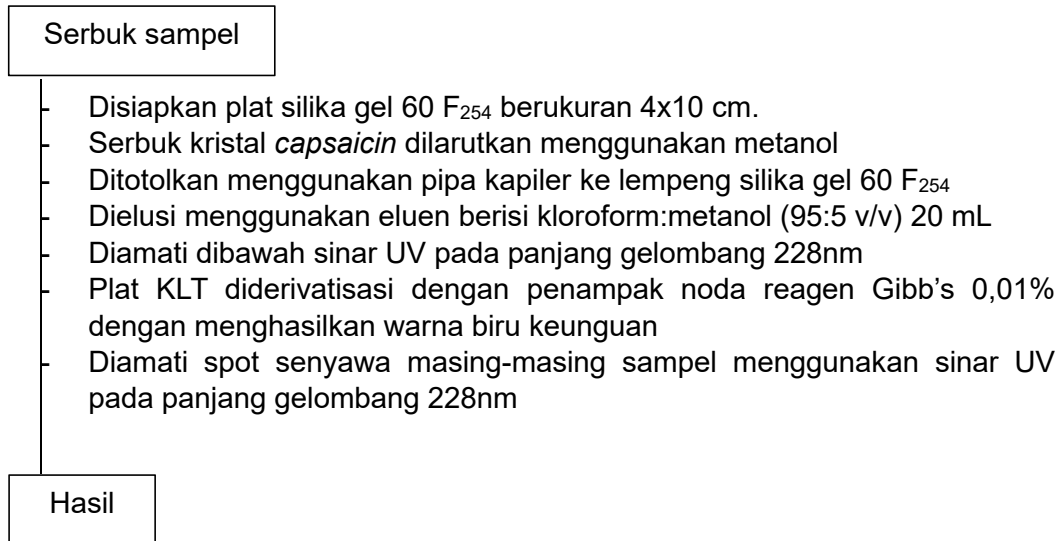 Serbuk sampel
- Disiapkan plat silika gel 60 F254 berukuran 4x10 cm.
- Serbuk kristal capsaicin dilarutkan menggunakan metanol
- Ditotolkan menggunakan pipa kapiler ke lempeng silika gel 60 F254
- Dielusi menggunakan eluen berisi kloroform:metanol (95:5 v/v) 20 mL
- Diamati dibawah sinar UV pada panjang gelombang 228nm
- Plat KLT diderivatisasi dengan penampak noda reagen Gibb's 0,01%
dengan menghasilkan warna biru keunguan
- Diamati spot senyawa masing-masing sampel menggunakan sinar UV
pada panjang gelombang 228nm
Hasil